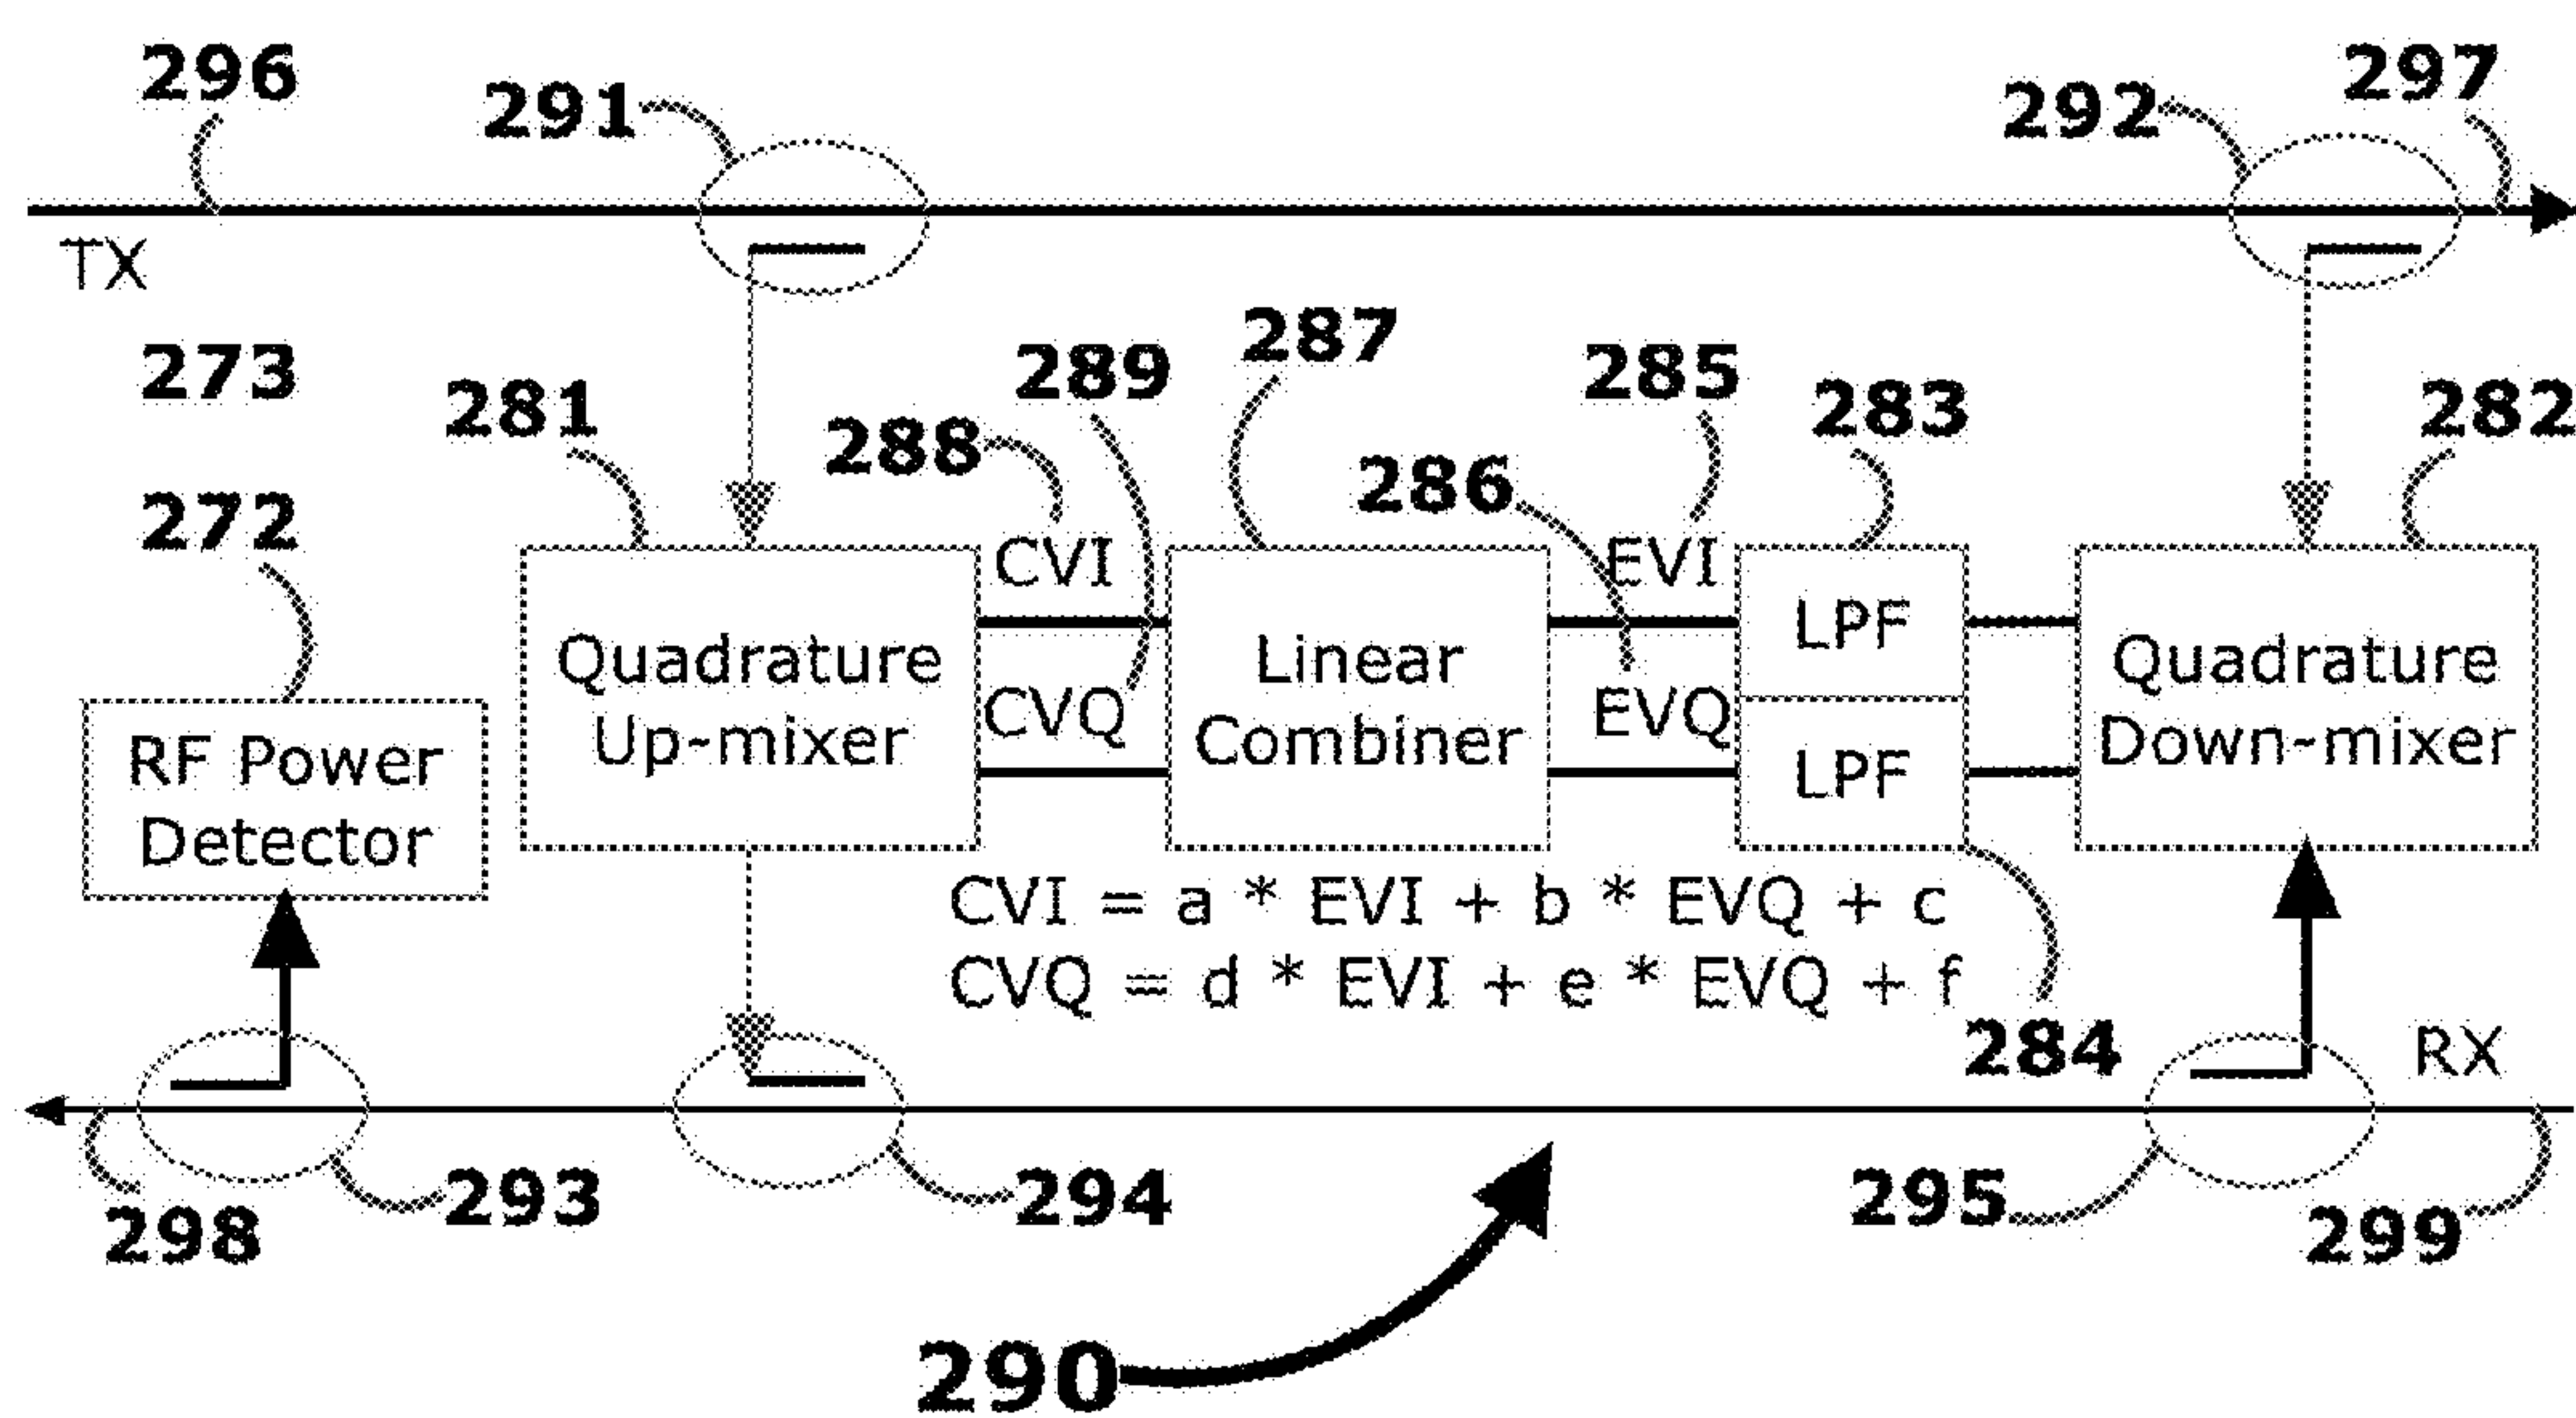 296
291
292
297
TX
273
281
288
289
287
285
286
283
282
272
CVI
EVI
LPF
Quadrature
Up-mixer
Linear
Combiner
Quadrature
Down-mixer
CVQ
EVQ
LPF
RF Power
Detector
CVI = a * EVI + b * EVQ + c
CVQ = d * EVI + e * EVQ + f
284
RX
298
293
294
295
299
290